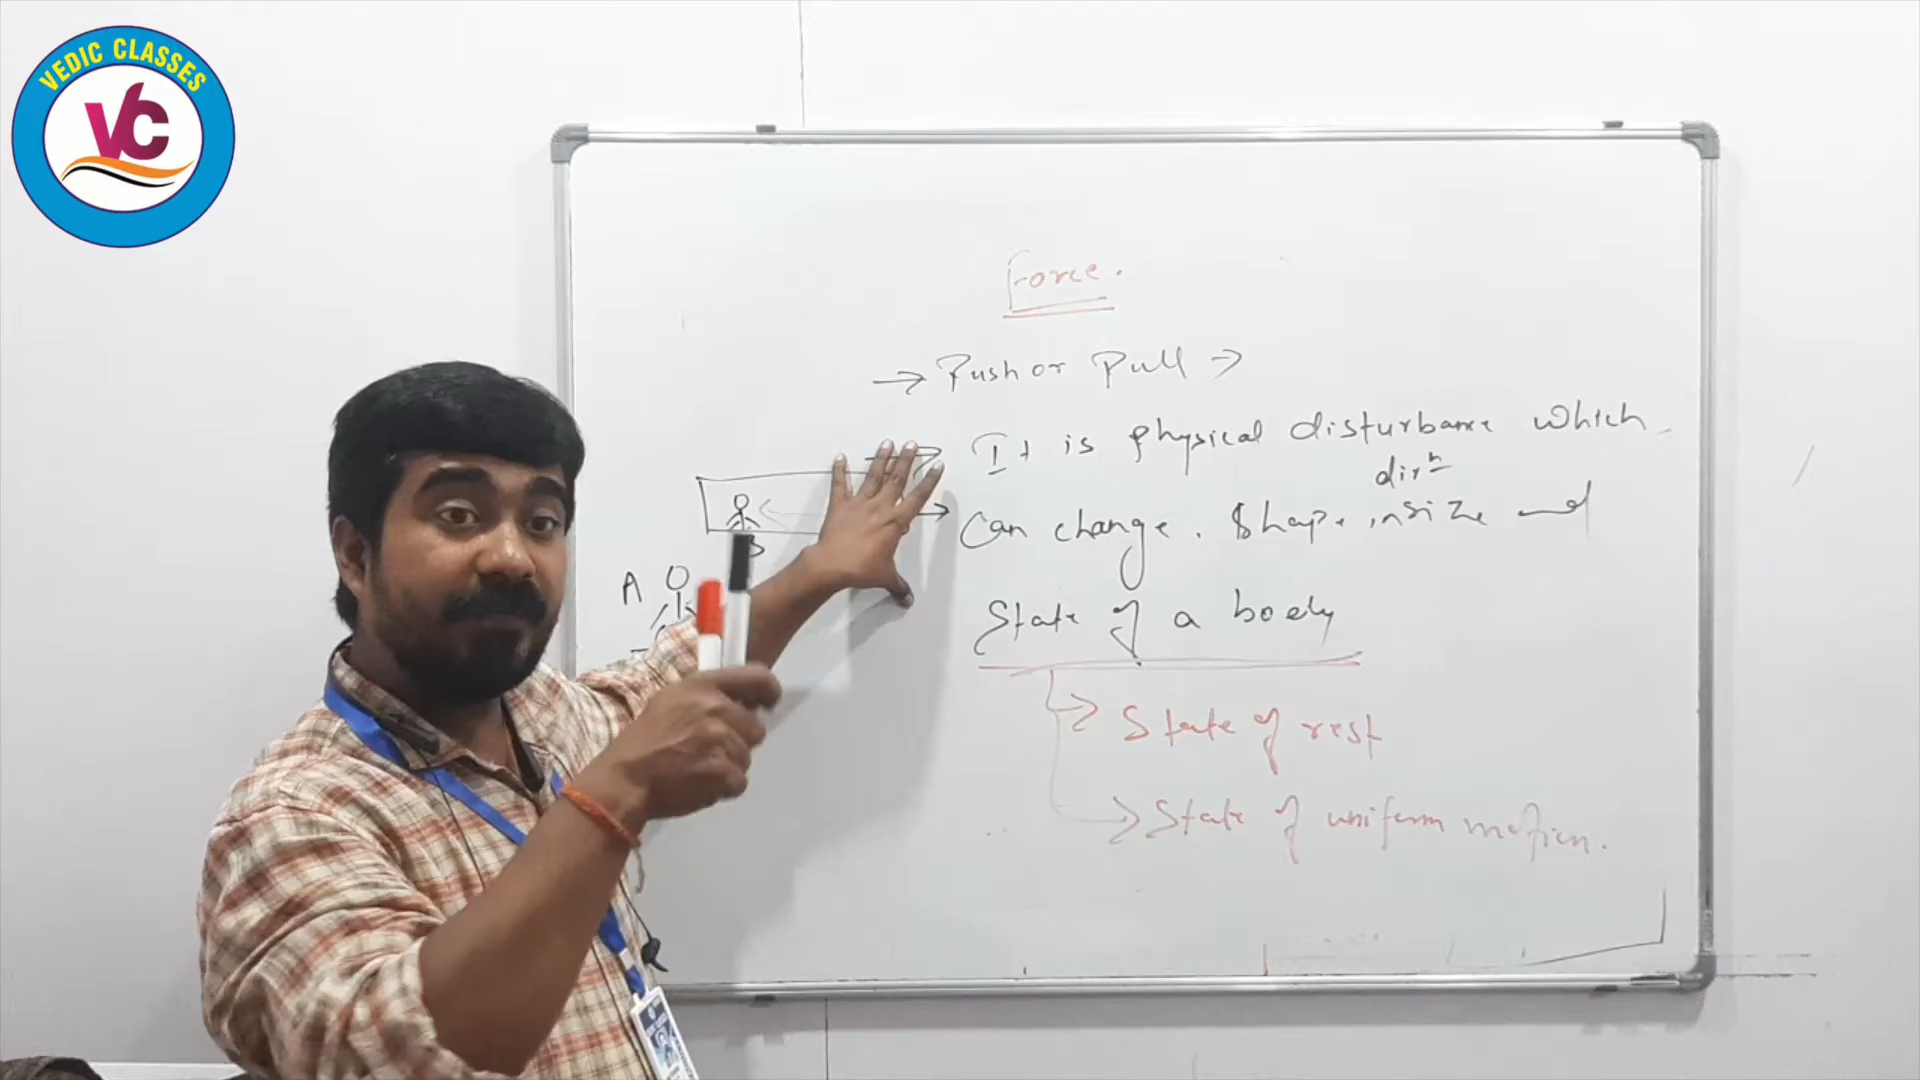 VEDIC CLASSES
VC
Force.
→ Push or Pull →
→ It is physical disturbance which
dirⁿ
→ Can change. Shape, size and
State of a body
B
A
→ State of rest
→ State of uniform motion.